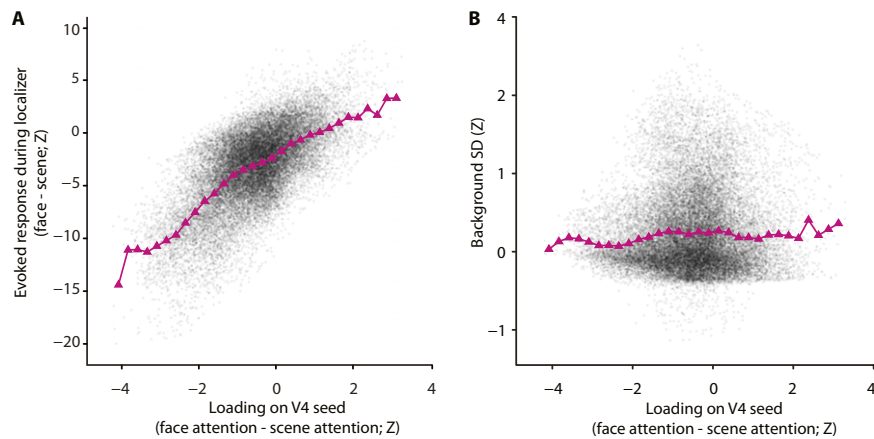 A
Evoked response during localizer
(face - scene; Z)
10
5
0
−5
−10
−15
−20
−4
−2
0
2
4
Loading on V4 seed
(face attention - scene attention; Z)
B
Background SD (Z)
4
2
1
0
−1
−4
−2
0
2
4
Loading on V4 seed
(face attention - scene attention; Z)